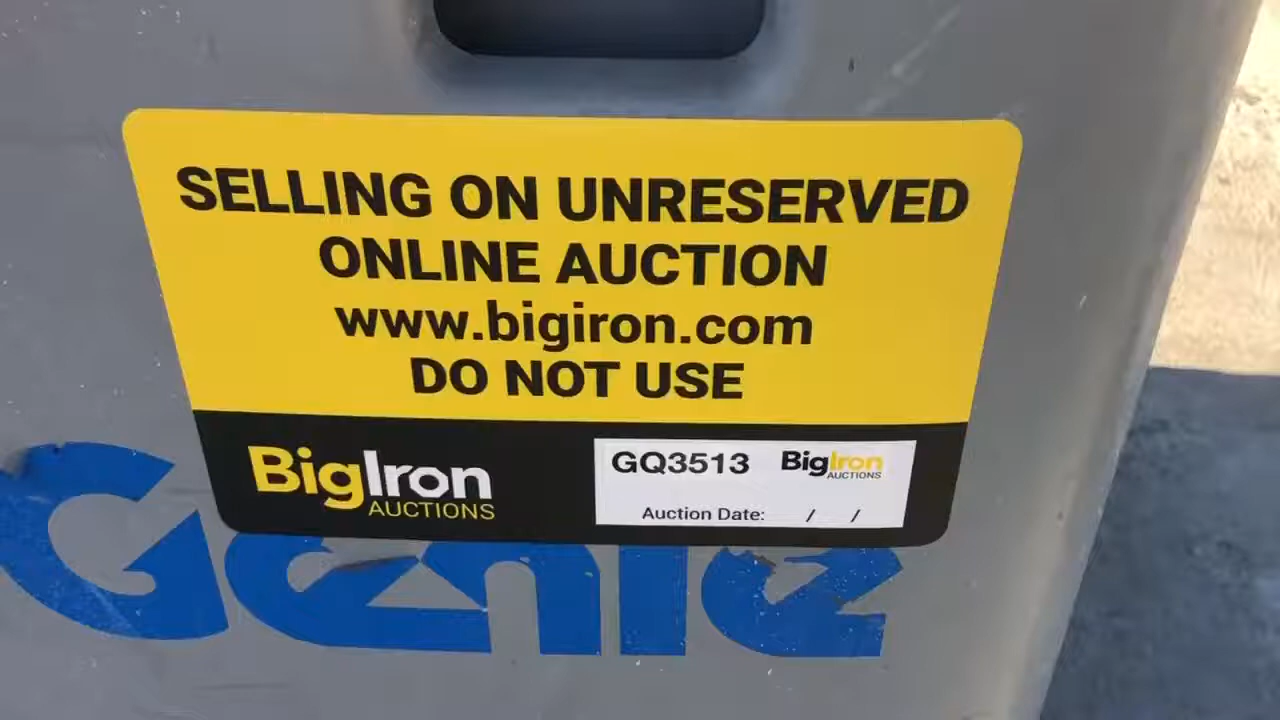 SELLING ON UNRESERVED
ONLINE AUCTION
www.bigiron.com
DO NOT USE
BigIron
AUCTIONS
GQ3513 BigIron
AUCTIONS
Auction Date: / /
Genie